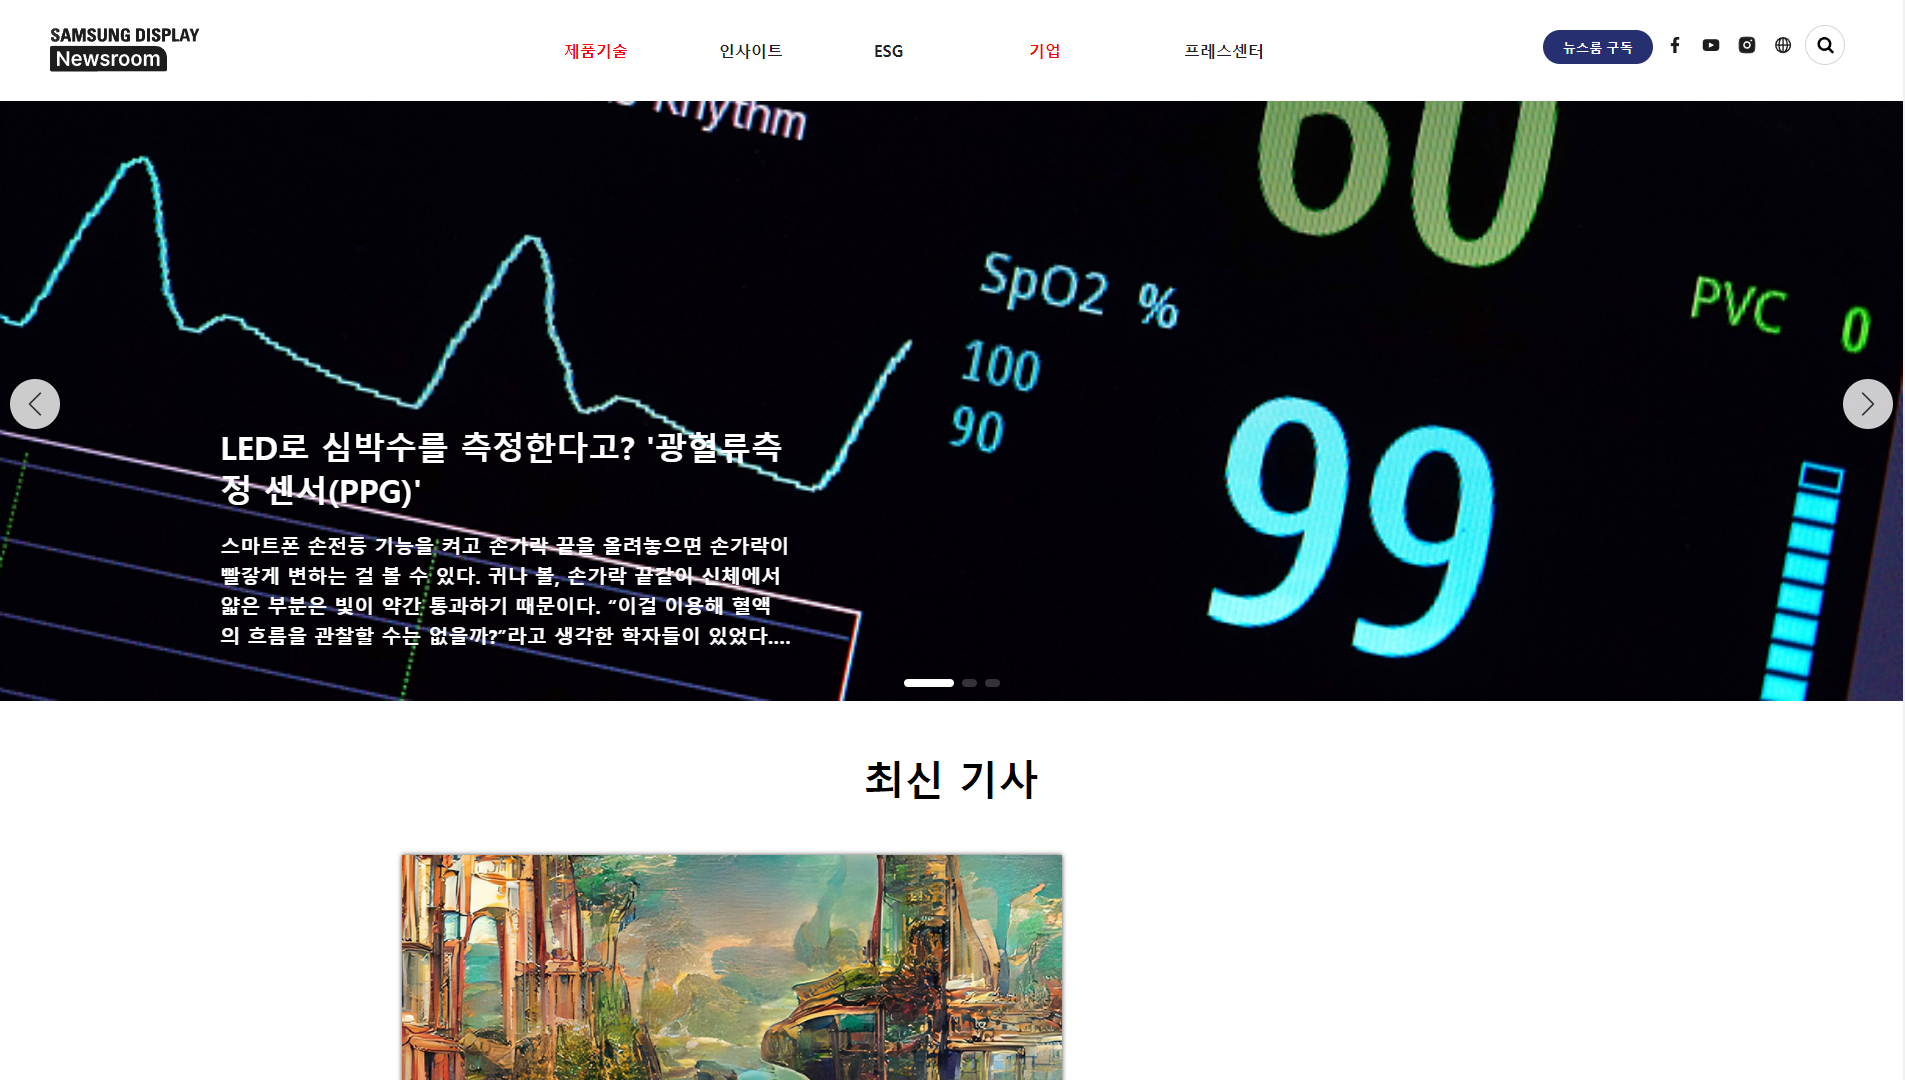 SAMSUNG DISPLAY
Newsroom
제품기술
인사이트
ESG
기업
프레스센터
뉴스룸 구독
Rhythm
60
SpO2 %
100
90
99
PVC 0
LED로 심박수를 측정한다고? '광혈류측
정 센서(PPG)'
스마트폰 손전등 기능을 켜고 손가락 끝을 올려놓으면 손가락이
빨갛게 변하는 걸 볼 수 있다. 귀나 볼, 손가락 끝같이 신체에서
얇은 부분은 빛이 약간 통과하기 때문이다. “이걸 이용해 혈액
의 흐름을 관찰할 수는 없을까?”라고 생각한 학자들이 있었다....
최신 기사